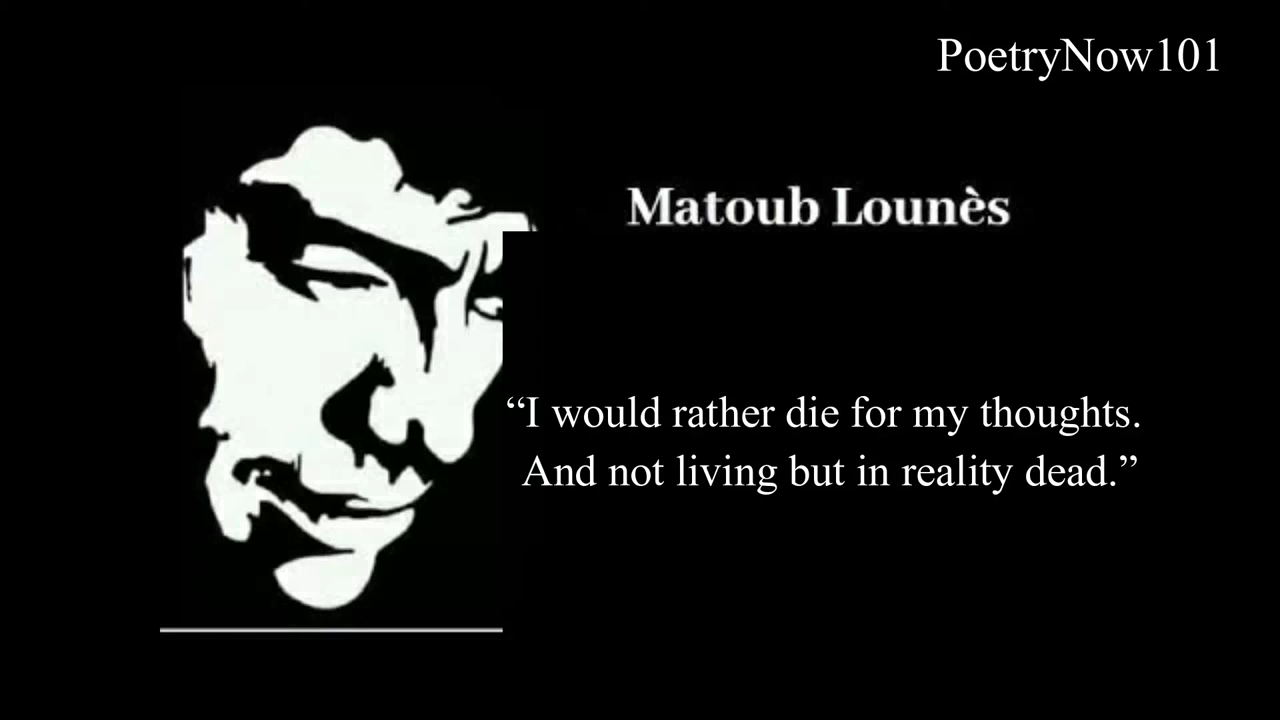 PoetryNow101
Matoub Lounès
“I would rather die for my thoughts.
And not living but in reality dead.”